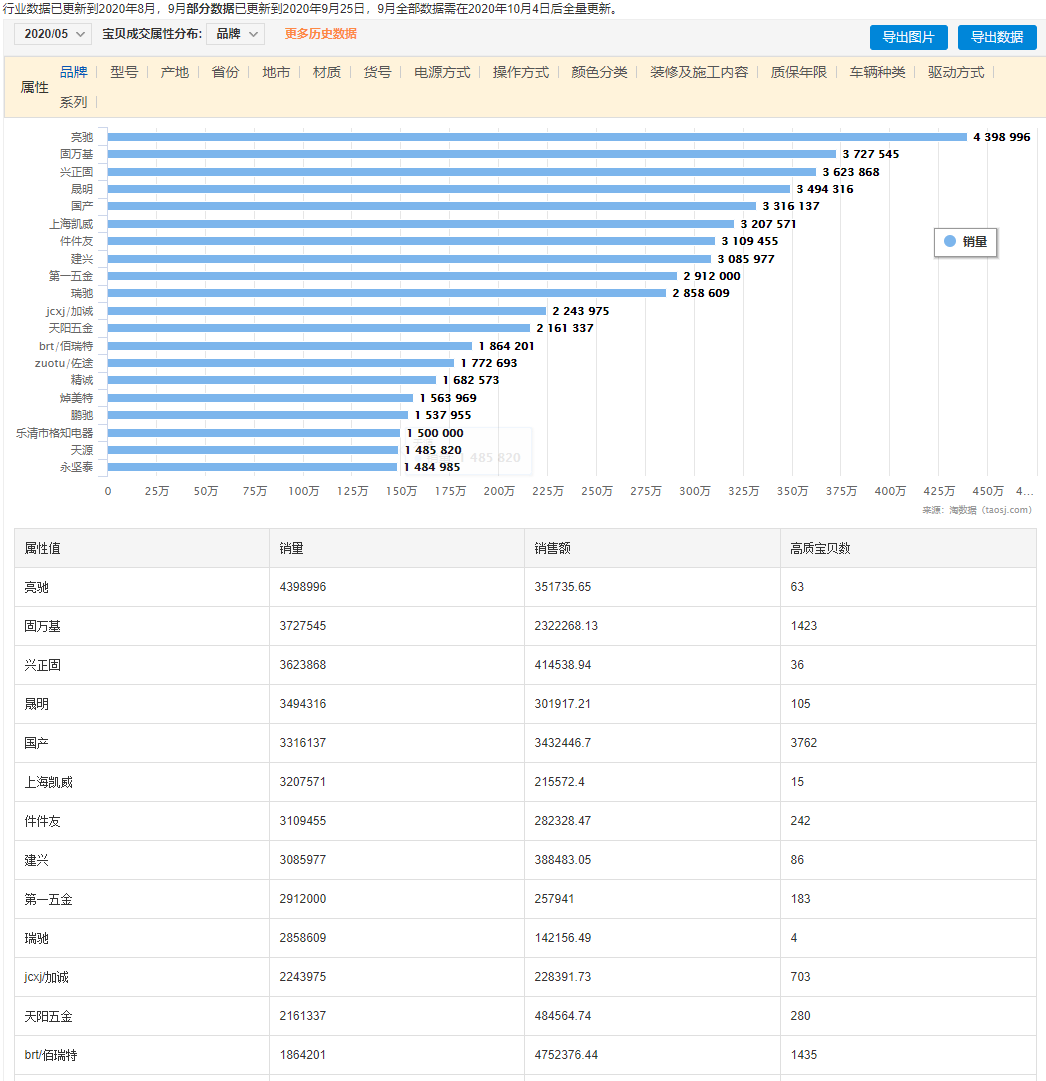 行业数据已更新到2020年8月，9月部分数据已更新到2020年9月25日，9月全部数据需在2020年10月4日后全量更新。
2020/05 宝贝成交属性分布: 品牌 更多历史数据 导出图片 导出数据
属性 品牌 型号 产地 省份 地市 材质 货号 电源方式 操作方式 颜色分类 装修及施工内容 质保年限 车辆种类 驱动方式
系列
亮驰 4 398 996
固万基 3 727 545
兴正固 3 623 868
晟明 3 494 316
国产 3 316 137
上海凯威 3 207 571
件件友 3 109 455
建兴 3 085 977
第一五金 2 912 000
瑞驰 2 858 609
jcxj/加诚 2 243 975
天阳五金 2 161 337
brt/佰瑞特 1 864 201
zuotu/佐途 1 772 693
精诚 1 682 573
焯美特 1 563 969
鹏驰 1 537 955
乐清市格知电器 1 500 000
天源 1 485 820
1 485 820
永坚泰 1 484 985
销量
0 25万 50万 75万 100万 125万 150万 175万 200万 225万 250万 275万 300万 325万 350万 375万 400万 425万 450万 4...
来源：淘数据（taosj.com）
属性值 销量 销售额 高质宝贝数
亮驰 4398996 351735.65 63
固万基 3727545 2322268.13 1423
兴正固 3623868 414538.94 36
晟明 3494316 301917.21 105
国产 3316137 3432446.7 3762
上海凯威 3207571 215572.4 15
件件友 3109455 282328.47 242
建兴 3085977 388483.05 86
第一五金 2912000 257941 183
瑞驰 2858609 142156.49 4
jcxj/加诚 2243975 228391.73 703
天阳五金 2161337 484564.74 280
brt/佰瑞特 1864201 4752376.44 1435